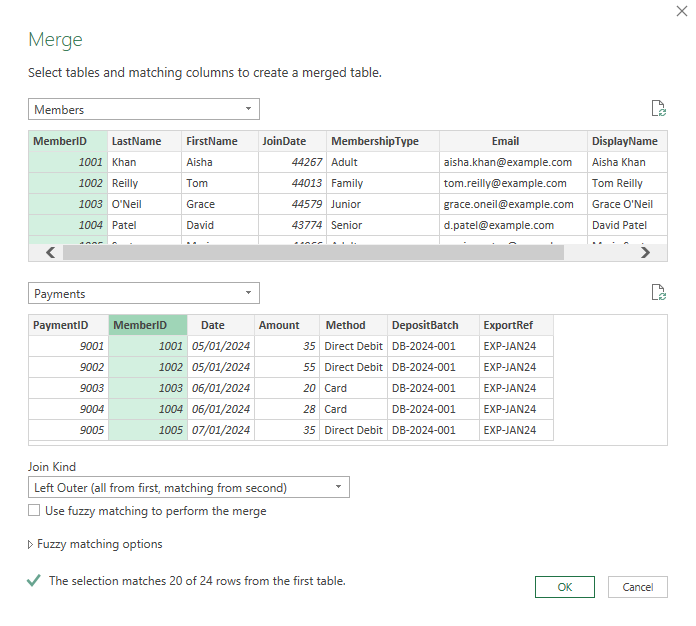 Merge
Select tables and matching columns to create a merged table.
Members
MemberID LastName FirstName JoinDate MembershipType Email DisplayName
1001 Khan Aisha 44267 Adult aisha.khan@example.com Aisha Khan
1002 Reilly Tom 44013 Family tom.reilly@example.com Tom Reilly
1003 O'Neil Grace 44579 Junior grace.oneil@example.com Grace O'Neil
1004 Patel David 43774 Senior d.patel@example.com David Patel
Payments
PaymentID MemberID Date Amount Method DepositBatch ExportRef
9001 1001 05/01/2024 35 Direct Debit DB-2024-001 EXP-JAN24
9002 1002 05/01/2024 55 Direct Debit DB-2024-001 EXP-JAN24
9003 1003 06/01/2024 20 Card DB-2024-001 EXP-JAN24
9004 1004 06/01/2024 28 Card DB-2024-001 EXP-JAN24
9005 1005 07/01/2024 35 Direct Debit DB-2024-001 EXP-JAN24
Join Kind
Left Outer (all from first, matching from second)
Use fuzzy matching to perform the merge
Fuzzy matching options
The selection matches 20 of 24 rows from the first table.
OK Cancel